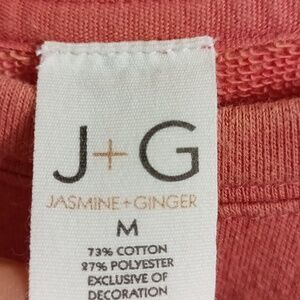 J+G
JASMINE+GINGER
M
73% COTTON
27% POLYESTER
EXCLUSIVE OF
DECORATION